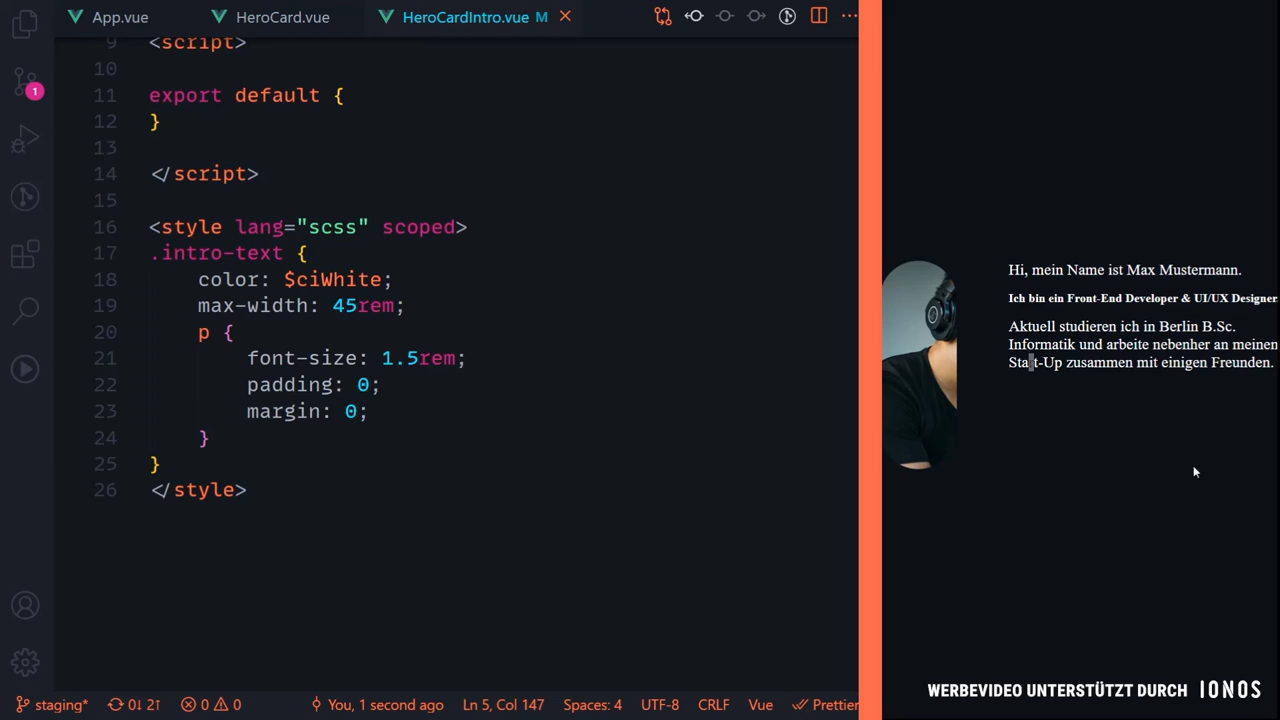 App.vue
HeroCard.vue
HeroCardIntro.vue M
9 <script>
10
11 export default {
12 }
13
14 </script>
15
16 <style lang="scss" scoped>
17 .intro-text {
18 color: $ciWhite;
19 max-width: 45rem;
20 p {
21 font-size: 1.5rem;
22 padding: 0;
23 margin: 0;
24 }
25 }
26 </style>
1
Hi, mein Name ist Max Mustermann.
Ich bin ein Front-End Developer & UI/UX Designer
Aktuell studieren ich in Berlin B.Sc.
Informatik und arbeite nebenher an meinen
Start-Up zusammen mit einigen Freunden.
WERBEVIDEO UNTERSTÜTZT DURCH IONOS
staging* 0↓ 2↑ 0 0 You, 1 second ago Ln 5, Col 147 Spaces: 4 UTF-8 CRLF Vue Prettier